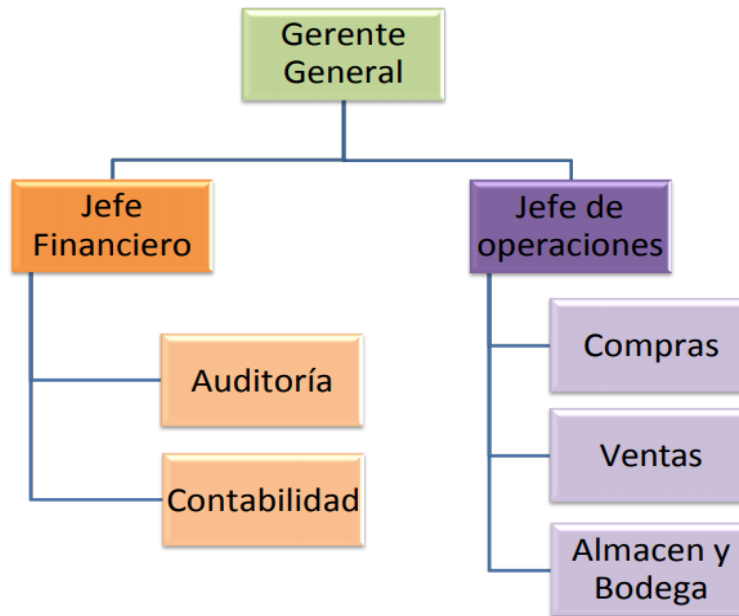 Gerente
General
Jefe
Financiero
Jefe de
operaciones
Auditoría
Contabilidad
Compras
Ventas
Almacen y
Bodega